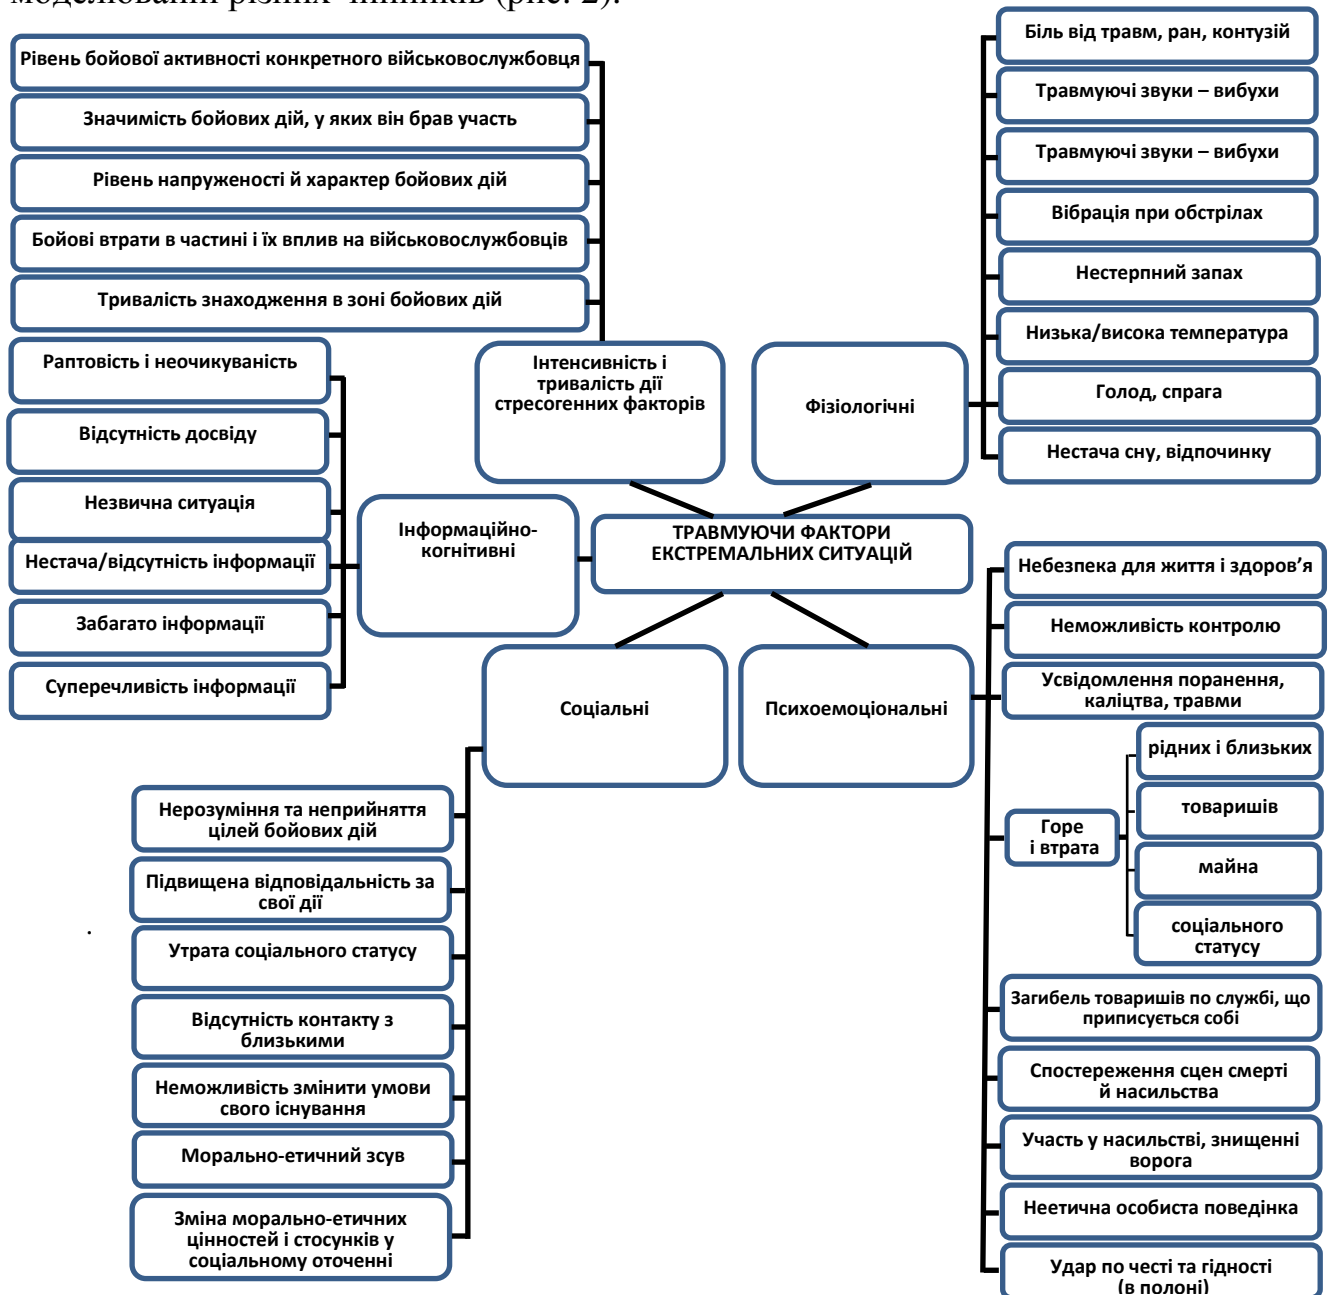 моделюванні різних чинників (рис. 2).
Рівень бойової активності конкретного військовослужбовця
Значимість бойових дій, у яких він брав участь
Рівень напруженості й характер бойових дій
Бойові втрати в частині і їх вплив на військовослужбовців
Тривалість знаходження в зоні бойових дій
Інтенсивність і
тривалість дії
стресогенних факторів
Біль від травм, ран, контузій
Травмуючі звуки – вибухи
Травмуючі звуки – вибухи
Вібрація при обстрілах
Нестерпний запах
Низька/висока температура
Голод, спрага
Нестача сну, відпочинку
Фізіологічні
Раптовість і неочікуваність
Відсутність досвіду
Незвична ситуація
Нестача/відсутність інформації
Забагато інформації
Суперечливість інформації
Інформаційно-
когнітивні
ТРАВМУЮЧИ ФАКТОРИ
ЕКСТРЕМАЛЬНИХ СИТУАЦІЙ
Соціальні
Нерозуміння та неприйняття
цілей бойових дій
Підвищена відповідальність за
свої дії
Утрата соціального статусу
Відсутність контакту з
близькими
Неможливість змінити умови
свого існування
Морально-етичний зсув
Зміна морально-етичних
цінностей і стосунків у
соціальному оточенні
.
Психоемоціональні
Небезпека для життя і здоров’я
Неможливість контролю
Усвідомлення поранення,
каліцтва, травми
Горе
і втрата
рідних і близьких
товаришів
майна
соціального
статусу
Загибель товаришів по службі, що
приписується собі
Спостереження сцен смерті
й насильства
Участь у насильстві, знищенні
ворога
Неетична особиста поведінка
Удар по честі та гідності
(в полоні)